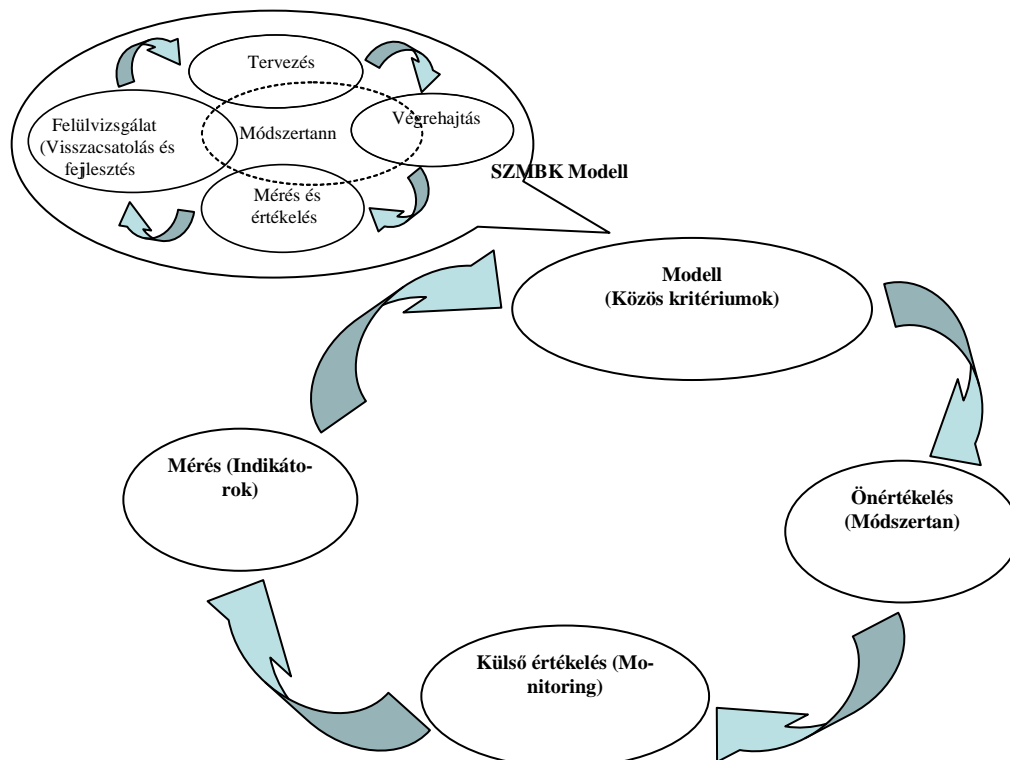 Tervezés
Végrehajtás
Felülvizsgálat
(Visszacsatolás és
fejlesztés
Módszertann
Mérés és
értékelés
SZMBK Modell
Modell
(Közös kritériumok)
Mérés (Indikáto-
rok)
Önértékelés
(Módszertan)
Külső értékelés (Mo-
nitoring)